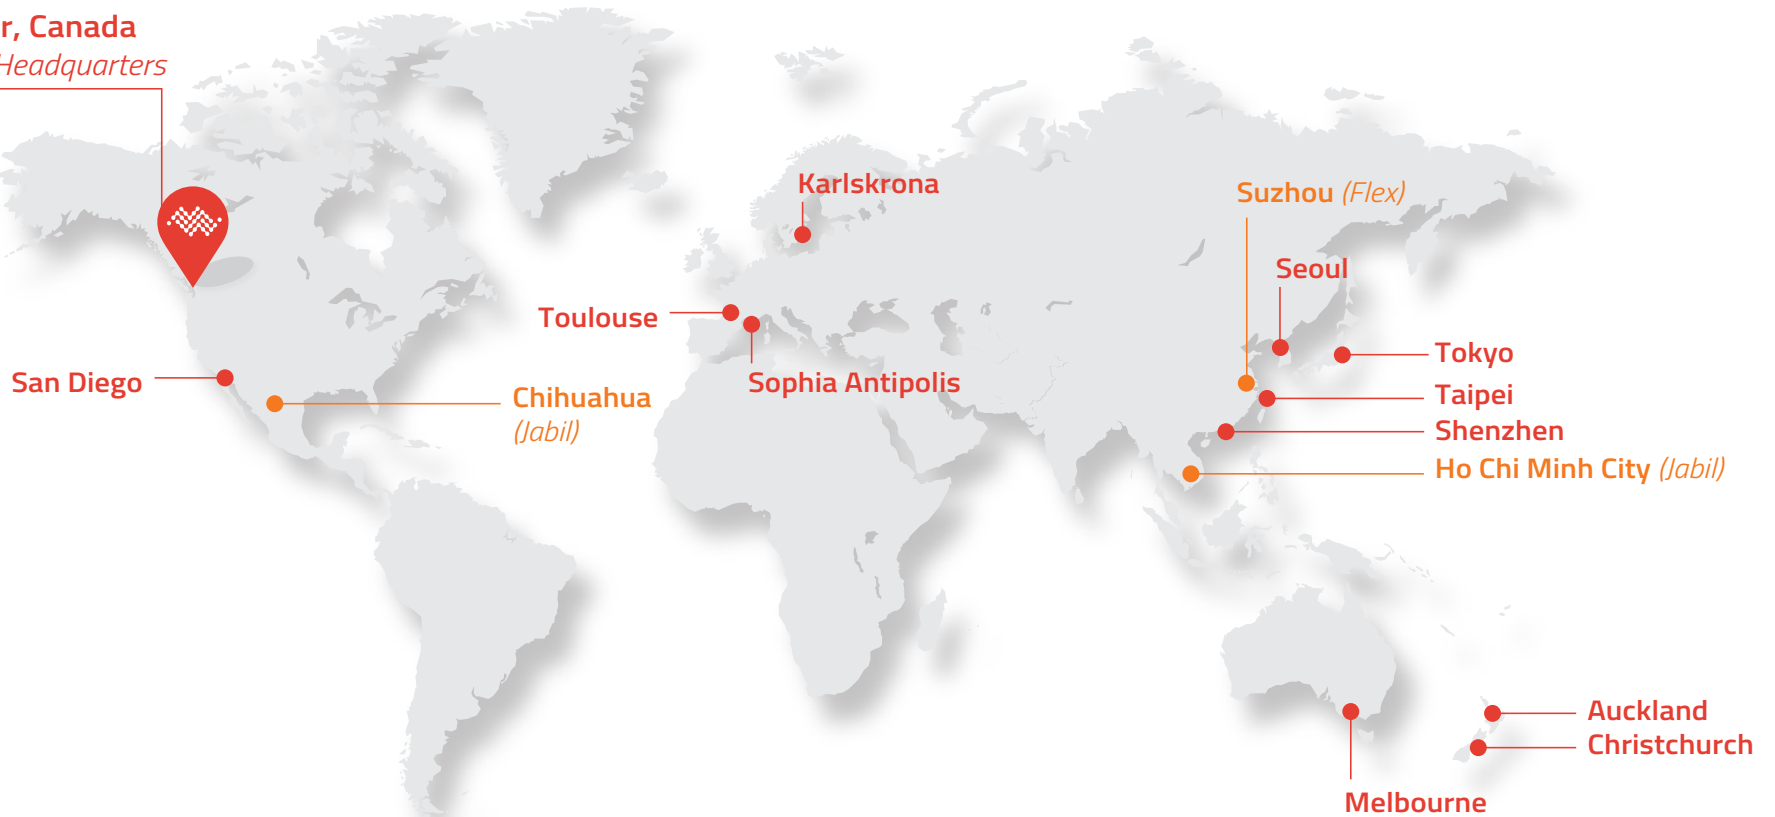 r, Canada
Headquarters
Karlskrona
Suzhou (Flex)
Seoul
Toulouse
Tokyo
San Diego
Sophia Antipolis
Chihuahua
(Jabil)
Taipei
Shenzhen
Ho Chi Minh City (Jabil)
Auckland
Christchurch
Melbourne